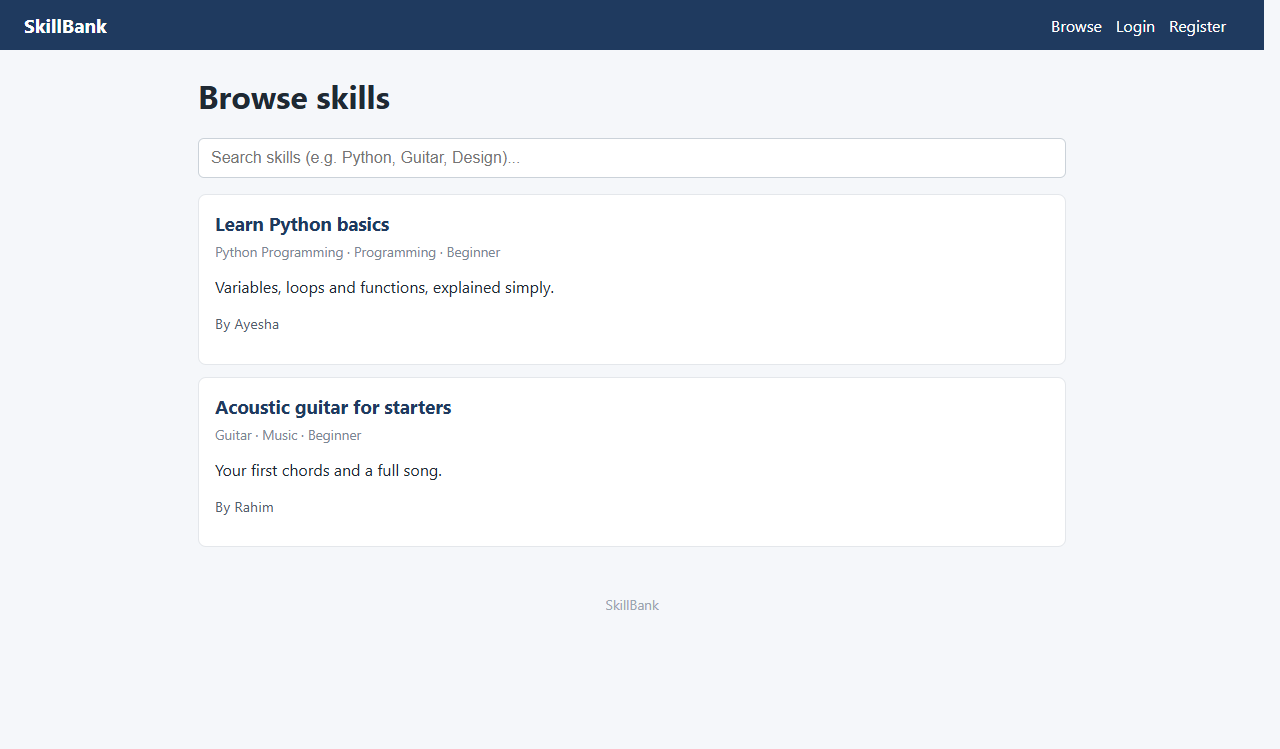 SkillBank
Browse Login Register
Browse skills
Search skills (e.g. Python, Guitar, Design)...
Learn Python basics
Python Programming · Programming · Beginner
Variables, loops and functions, explained simply.
By Ayesha
Acoustic guitar for starters
Guitar · Music · Beginner
Your first chords and a full song.
By Rahim
SkillBank